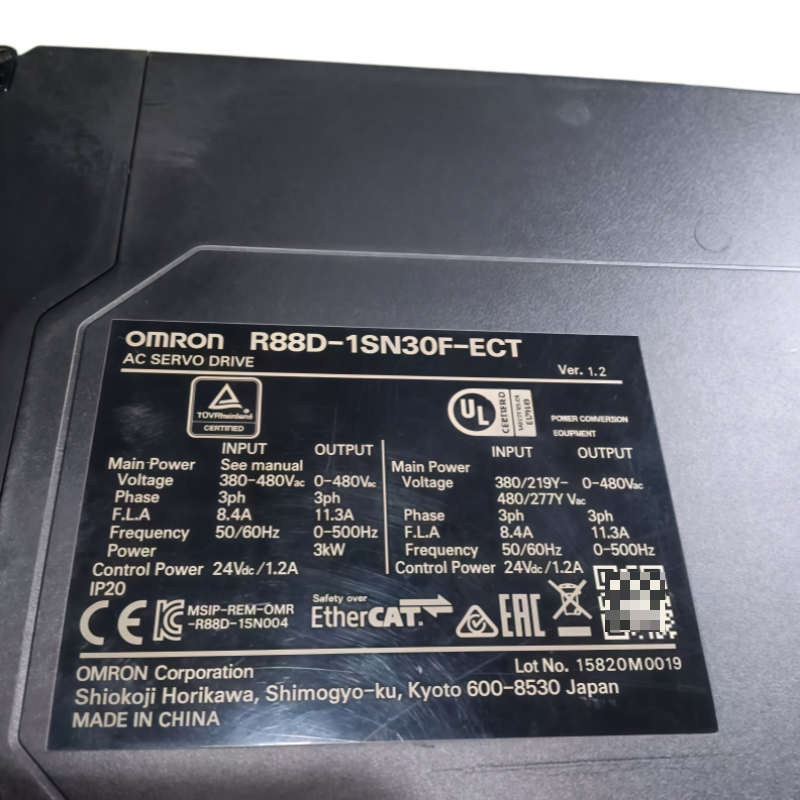 OMRON R88D-1SN30F-ECT
AC SERVO DRIVE
Ver. 1.2
TÜVRheinland
CERTIFIED
UL
CERTIFIED
POWER CONVERSION
EQUIPMENT
INPUT OUTPUT
Main Power See manual
Voltage 380-480Vac 0-480Vac
Phase 3ph 3ph
F.L.A 8.4A 11.3A
Frequency 50/60Hz 0-500Hz
Power 3kW
Control Power 24Vdc/1.2A
IP20
INPUT OUTPUT
Main Power
Voltage 380/219Y- 0-480Vac
480/277Y Vac
Phase 3ph 3ph
F.L.A 8.4A 11.3A
Frequency 50/60Hz 0-500Hz
Control Power 24Vdc/1.2A
CE
MSIP-REM-OMR
-R88D-1SN004
Safety over
EtherCAT
EAC
OMRON Corporation
Lot No. 15820M0019
Shiokoji Horikawa, Shimogyo-ku, Kyoto 600-8530 Japan
MADE IN CHINA